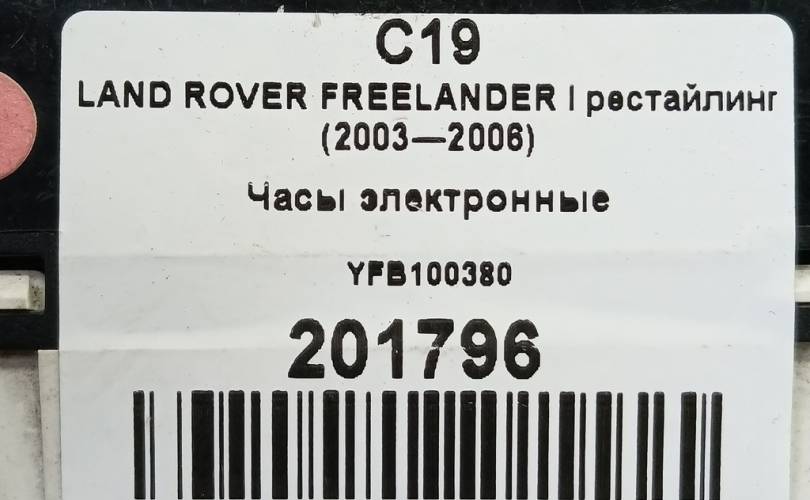 C19
LAND ROVER FREELANDER I рестайлинг
(2003—2006)
Часы электронные
YFB100380
201796